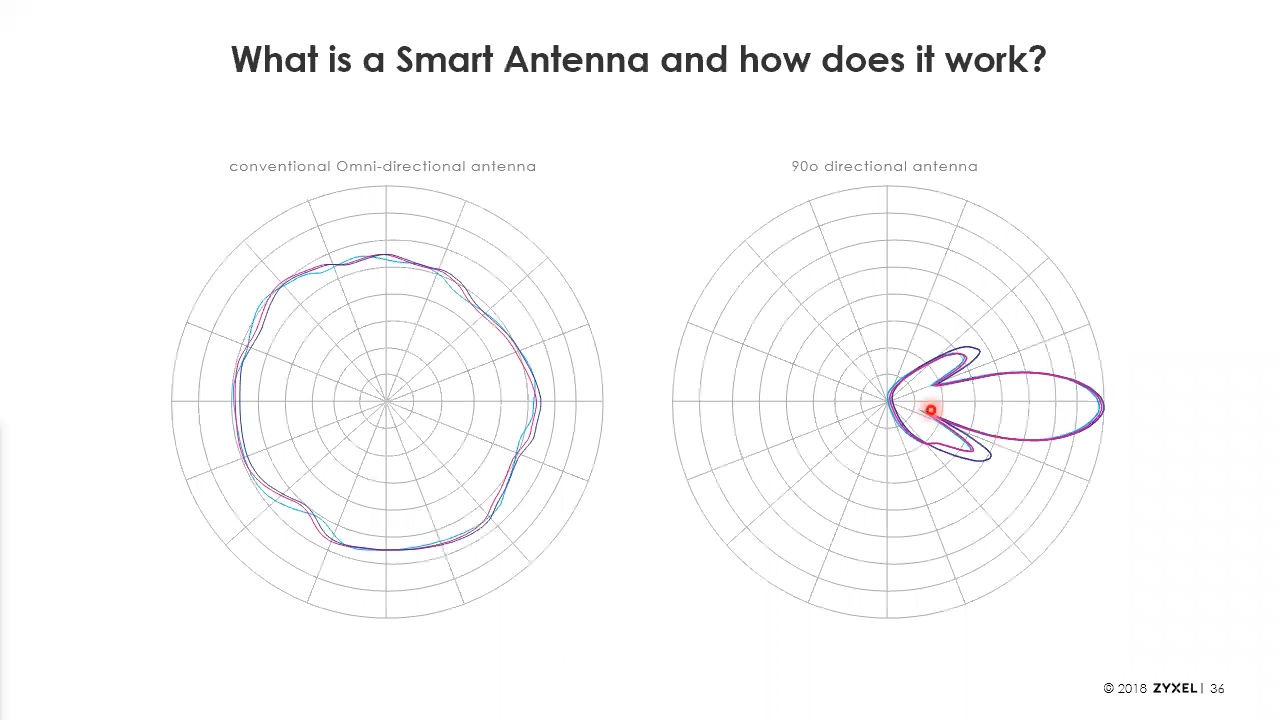 What is a Smart Antenna and how does it work?
conventional Omni-directional antenna
90o directional antenna
© 2018 ZYXEL | 36